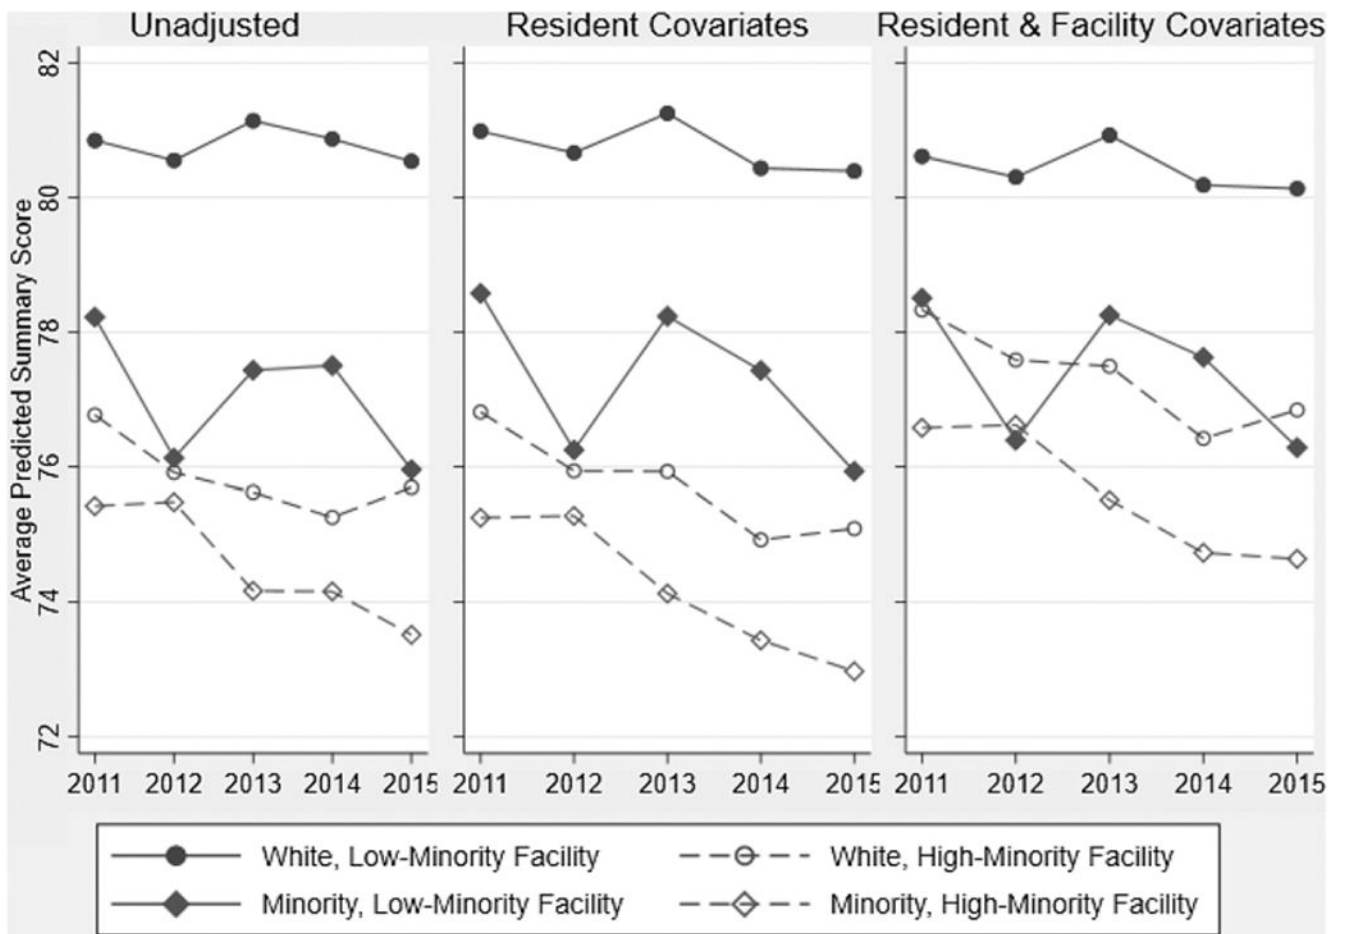 Unadjusted
Resident Covariates
Resident & Facility Covariates
Average Predicted Summary Score
82
80
78
76
74
72
2011 2012 2013 2014 2015
2011 2012 2013 2014 2015
2011 2012 2013 2014 2015
White, Low-Minority Facility
White, High-Minority Facility
Minority, Low-Minority Facility
Minority, High-Minority Facility